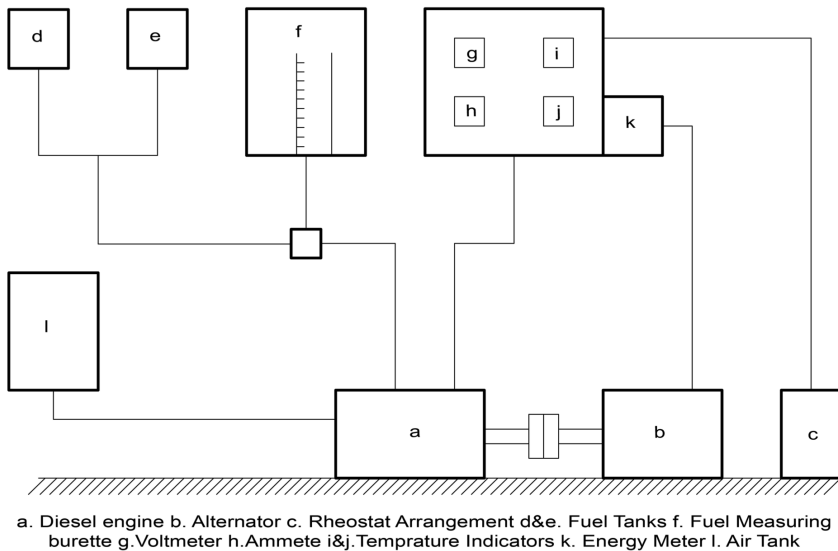 d
e
f
g
i
h
j
k
l
a
b
c
a. Diesel engine b. Alternator c. Rheostat Arrangement d&e. Fuel Tanks f. Fuel Measuring
burette g.Voltmeter h.Ammete i&j.Temprature Indicators k. Energy Meter l. Air Tank